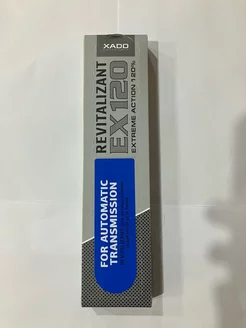 XADO
REVITALIZANT
EX120
EXTREME ACTION 120%
FOR AUTOMATIC
TRANSMISSION